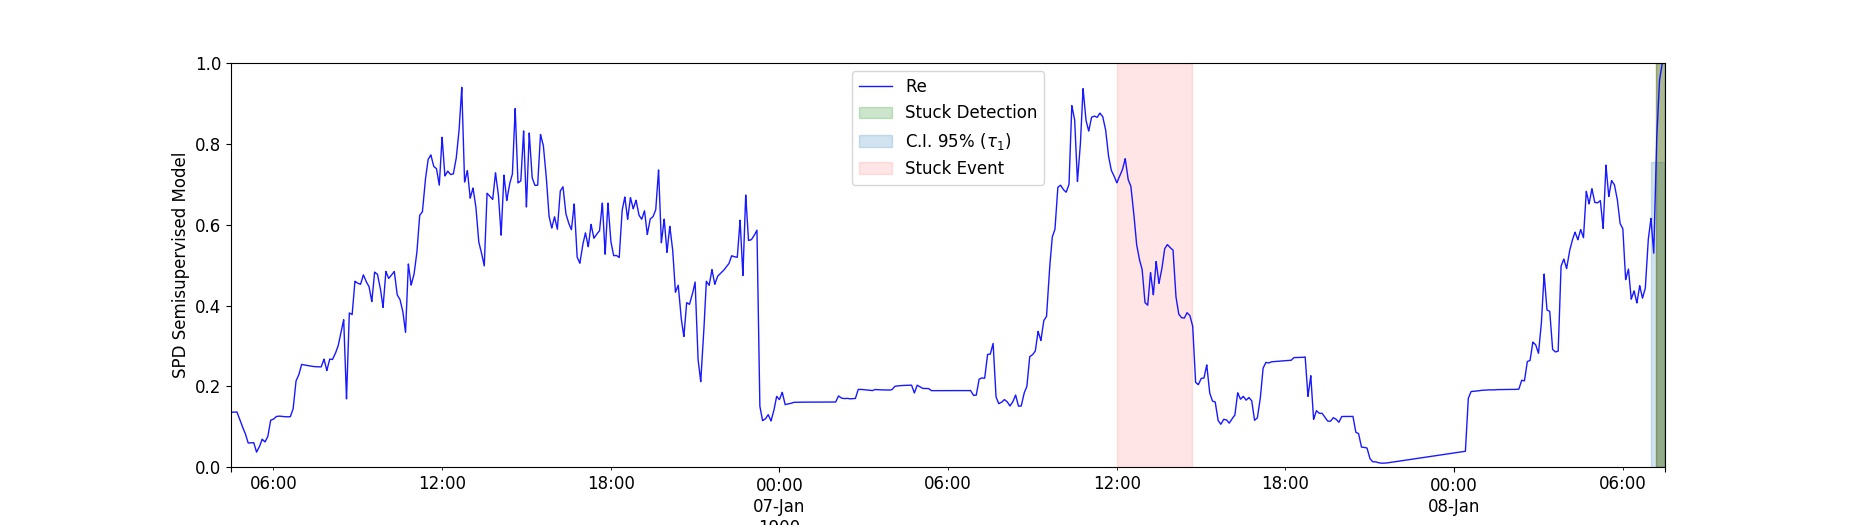 SPD Semisupervised Model
1.0
0.8
0.6
0.4
0.2
0.0
Re
Stuck Detection
C.I. 95% (τ₁)
Stuck Event
06:00 12:00 18:00 00:00 06:00 12:00 18:00 00:00 06:00
07-Jan 08-Jan
1900